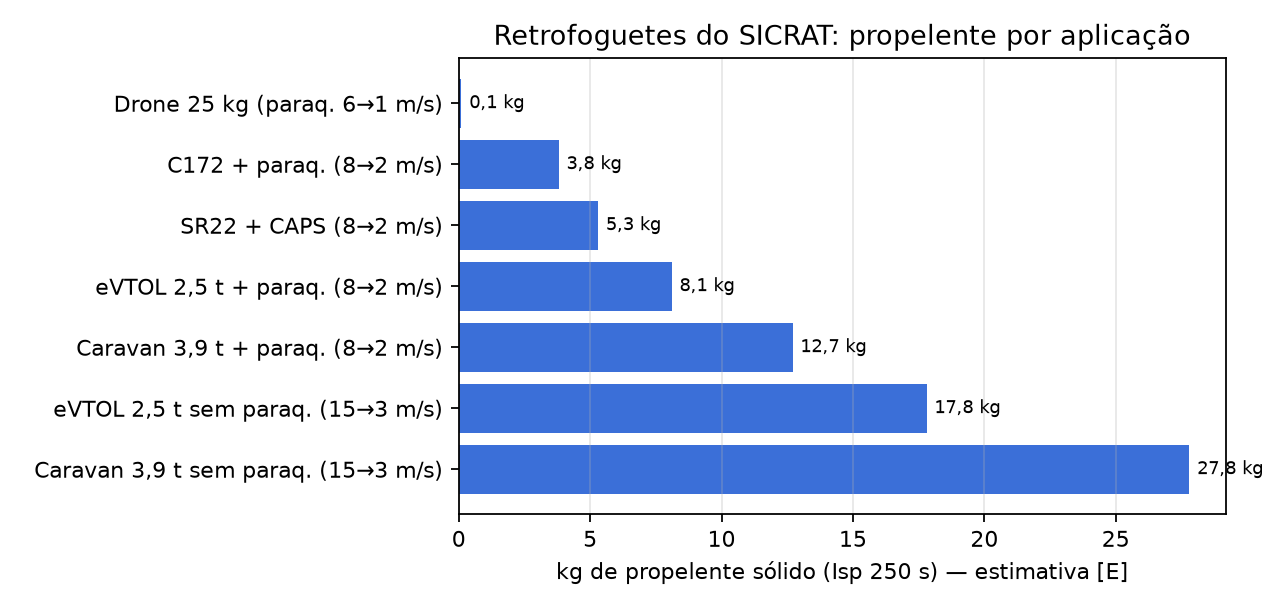 Retrofoguetes do SICRAT: propelente por aplicação
Drone 25 kg (paraq. 6→1 m/s) 0,1 kg
C172 + paraq. (8→2 m/s) 3,8 kg
SR22 + CAPS (8→2 m/s) 5,3 kg
eVTOL 2,5 t + paraq. (8→2 m/s) 8,1 kg
Caravan 3,9 t + paraq. (8→2 m/s) 12,7 kg
eVTOL 2,5 t sem paraq. (15→3 m/s) 17,8 kg
Caravan 3,9 t sem paraq. (15→3 m/s) 27,8 kg
0 5 10 15 20 25
kg de propelente sólido (Isp 250 s) — estimativa [E]